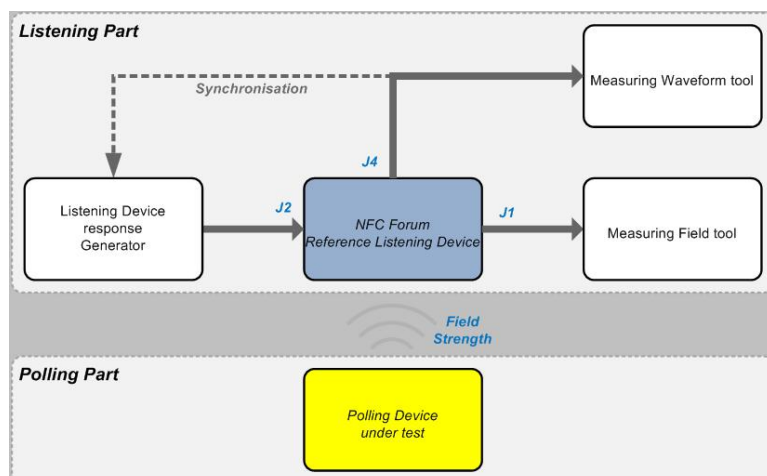 Listening Part
Measuring Waveform tool
Synchronisation
J4
Listening Device
response
Generator
J2
NFC Forum
Reference Listening Device
J1
Measuring Field tool
Field
Strength
Polling Part
Polling Device
under test